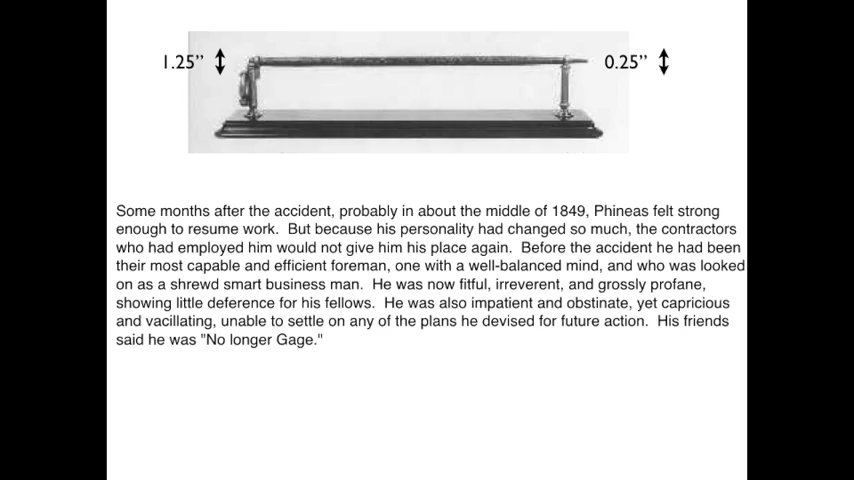 1.25” 0.25”
Some months after the accident, probably in about the middle of 1849, Phineas felt strong
enough to resume work.  But because his personality had changed so much, the contractors
who had employed him would not give him his place again.  Before the accident he had been
their most capable and efficient foreman, one with a well-balanced mind, and who was looked
on as a shrewd smart business man.  He was now fitful, irreverent, and grossly profane,
showing little deference for his fellows.  He was also impatient and obstinate, yet capricious
and vacillating, unable to settle on any of the plans he devised for future action.  His friends
said he was "No longer Gage."